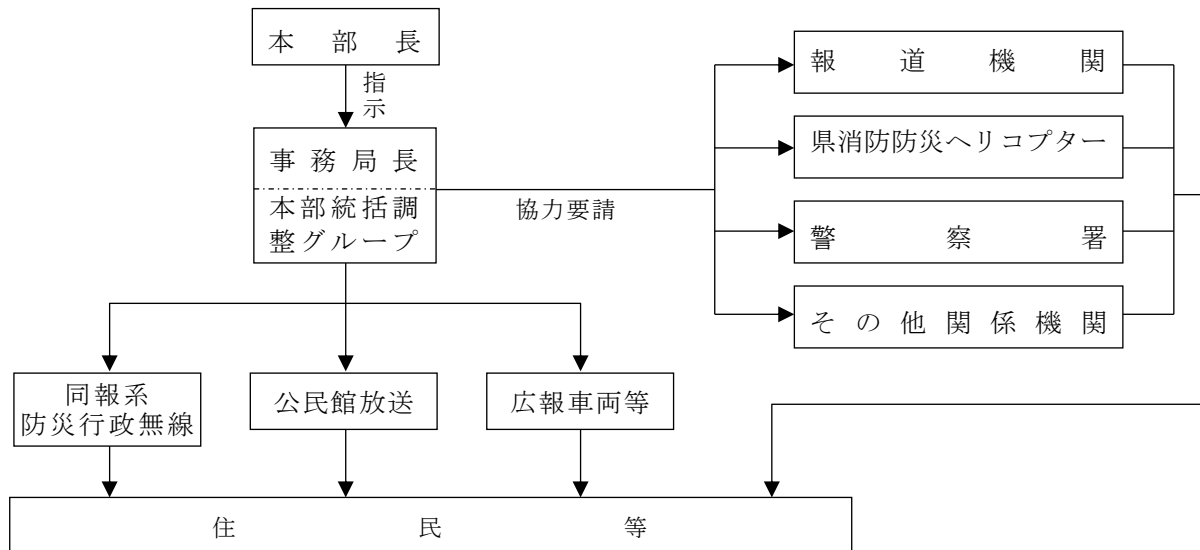 本部長
指
示
事務局長
本部統括調
整グループ
協力要請
報道機関
県消防防災ヘリコプター
警察署
その他関係機関
同報系
防災行政無線
公民館放送
広報車両等
住民等